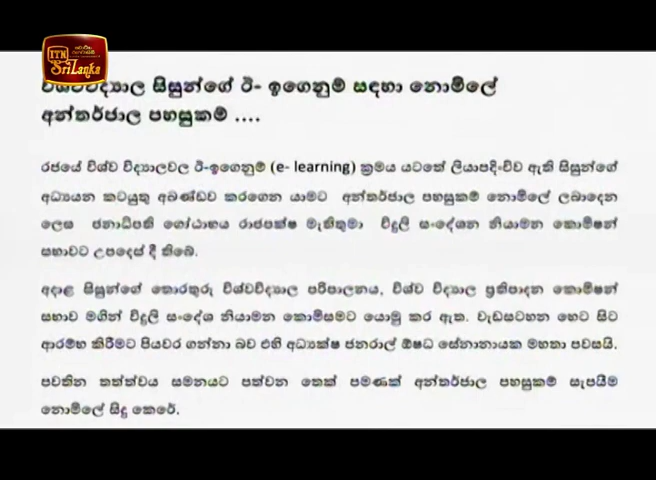 ITN
Sri Lanka
විශ්වවිද්‍යාල සිසුන්ගේ ඊ- ඉගෙනුම් සඳහා නොමිලේ
අන්තර්ජාල පහසුකම් ....
රජයේ විශ්ව විද්‍යාලවල ඊ-ඉගෙනුම් (e- learning) ක්‍රමය යටතේ ලියාපදිංචිව ඇති සිසුන්ගේ
අධ්‍යයන කටයුතු අඛණ්ඩව කරගෙන යාමට අන්තර්ජාල පහසුකම් නොමිලේ ලබාදෙන
ලෙස ජනාධිපති ගෝඨාභය රාජපක්ෂ මැතිතුමා විදුලි සංදේශන නියාමන කොමිෂන්
සභාවට උපදෙස් දී තිබේ.
අදාළ සිසුන්ගේ තොරතුරු විශ්වවිද්‍යාල පරිපාලනය, විශ්ව විද්‍යාල ප්‍රතිපාදන කොමිෂන්
සභාව මගින් විදුලි සංදේශ නියාමන කොමිසමට යොමු කර ඇත. වැඩසටහන හෙට සිට
ආරම්භ කිරීමට පියවර ගන්නා බව එහි අධ්‍යක්ෂ ජනරාල් ඕෂධ සේනානායක මහතා පවසයි.
පවතින තත්ත්වය සමනයට පත්වන තෙක් පමණක් අන්තර්ජාල පහසුකම් සැපයීම
නොමිලේ සිදු කෙරේ.